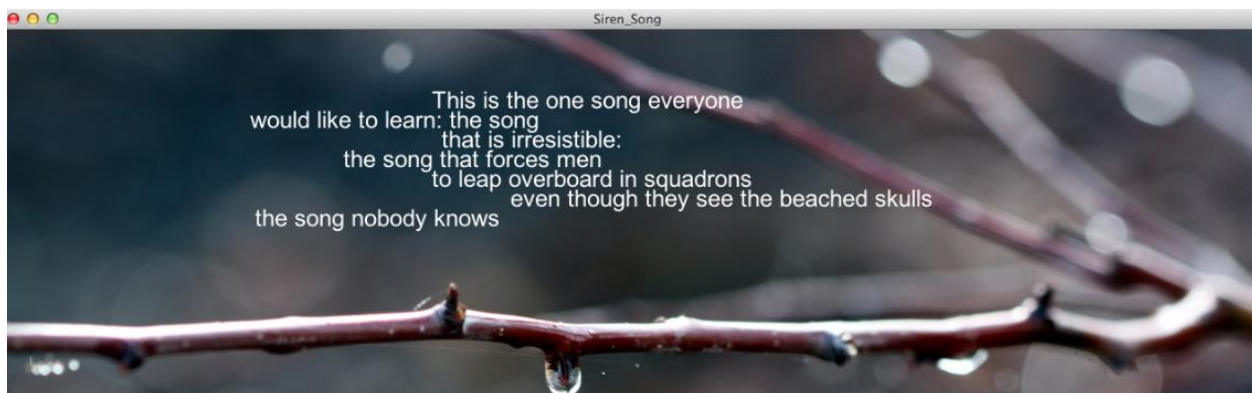 Siren_Song
This is the one song everyone
would like to learn: the song
that is irresistible:
the song that forces men
to leap overboard in squadrons
even though they see the beached skulls
the song nobody knows